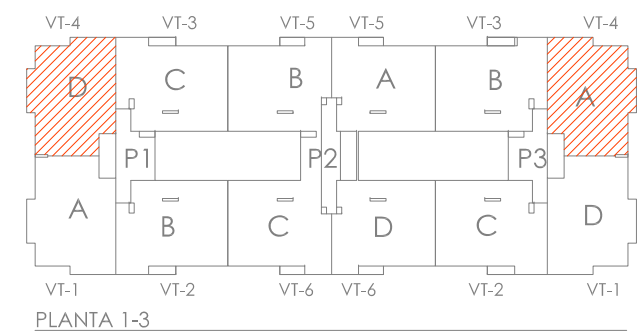 VT-4 VT-3 VT-5 VT-5 VT-3 VT-4
D C B A B A
P1 P2 P3
A B C D C D
VT-1 VT-2 VT-6 VT-6 VT-2 VT-1
PLANTA 1-3